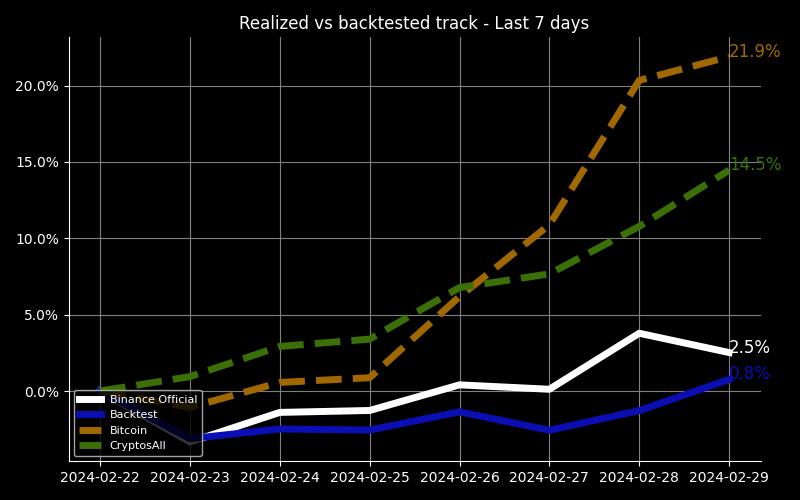 Realized vs backtested track - Last 7 days
21.9%
20.0%
15.0%
14.5%
10.0%
5.0%
2.5%
0.8%
0.0%
BinanceOfficial
Backtest
Bitcoin
CryptosAll
2024-02-22 2024-02-23 2024-02-24 2024-02-25 2024-02-26 2024-02-27 2024-02-28 2024-02-29